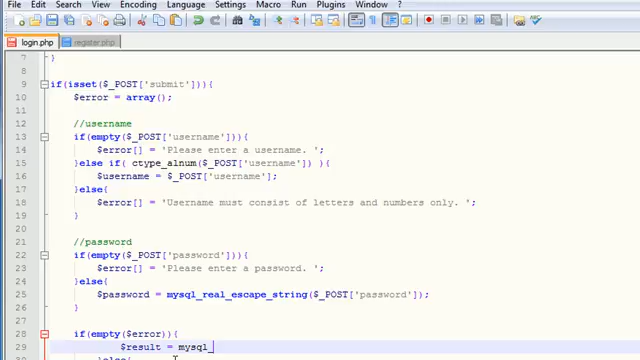 File Edit Search View Encoding Language Settings Macro Run Plugins Window ?
login.php register.php
7 }
8
9 if(isset($_POST['submit'])){
10 $error = array();
11
12 //username
13 if(empty($_POST['username'])){
14 $error[] = 'Please enter a username. ';
15 }else if( ctype_alnum($_POST['username']) ){
16 $username = $_POST['username'];
17 }else{
18 $error[] = 'Username must consist of letters and numbers only. ';
19 }
20
21 //password
22 if(empty($_POST['password'])){
23 $error[] = 'Please enter a password. ';
24 }else{
25 $password = mysql_real_escape_string($_POST['password']);
26 }
27
28 if(empty($error)){
29 $result = mysql_
}else{